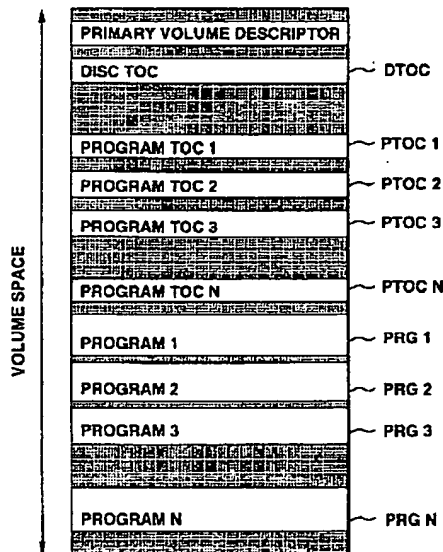 PRIMARY VOLUME DESCRIPTOR
DISC TOC DTOC
PROGRAM TOC 1 PTOC 1
PROGRAM TOC 2 PTOC 2
PROGRAM TOC 3 PTOC 3
PROGRAM TOC N PTOC N
VOLUME SPACE
PROGRAM 1 PRG 1
PROGRAM 2 PRG 2
PROGRAM 3 PRG 3
PROGRAM N PRG N